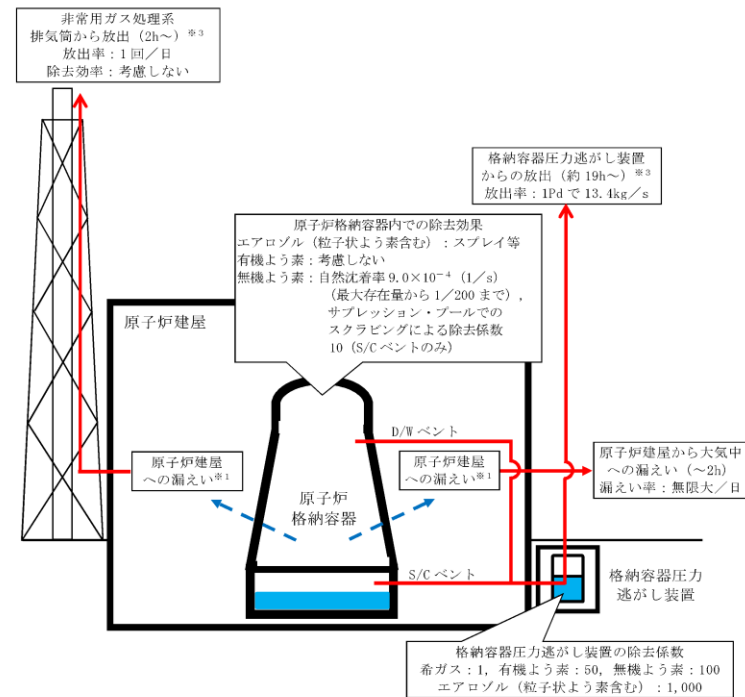 非常用ガス処理系
排気筒から放出（2h～）※3
放出率：1回／日
除去効率：考慮しない
格納容器圧力逃がし装置
からの放出（約19h～）※3
放出率：1Pdで13.4kg／s
原子炉格納容器内での除去効果
エアロゾル（粒子状よう素含む）：スプレイ等
有機よう素：考慮しない
無機よう素：自然沈着率9.0×10⁻⁴（1/s）
（最大存在量から1/200まで），
サプレッション・プールでの
スクラビングによる除去係数
10（S/Cベントのみ）
原子炉建屋
D/Wベント
原子炉建屋
への漏えい※1
原子炉建屋
への漏えい※1
原子炉建屋から大気中
への漏えい（～2h）
漏えい率：無限大／日
原子炉
格納容器
S/Cベント
格納容器圧力
逃がし装置
格納容器圧力逃がし装置の除去係数
希ガス：1，有機よう素：50，無機よう素：100
エアロゾル（粒子状よう素含む）：1,000